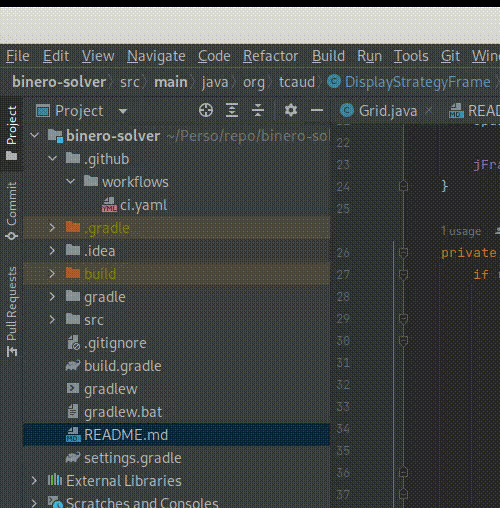 File Edit View Navigate Code Refactor Build Run Tools Git
binero-solver src main java org tcaud DisplayStrategyFrame
Project
Grid.java
Project
Commit
Pull Requests
binero-solver ~/Perso/repo/binero-sol
.github
workflows
ci.yaml
.gradle
.idea
build
gradle
src
.gitignore
build.gradle
gradlew
gradlew.bat
README.md
settings.gradle
External Libraries
Scratches and Consoles
22
23 jFra
24 }
25
1 usage
26 private
27 if
28
29
30
31
32
33
34
35
36
37